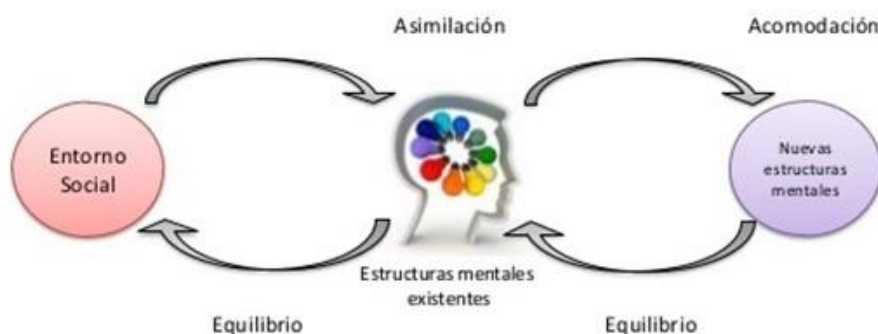 Asimilación
Acomodación
Entorno
Social
Nuevas
estructuras
mentales
Estructuras mentales
existentes
Equilibrio
Equilibrio